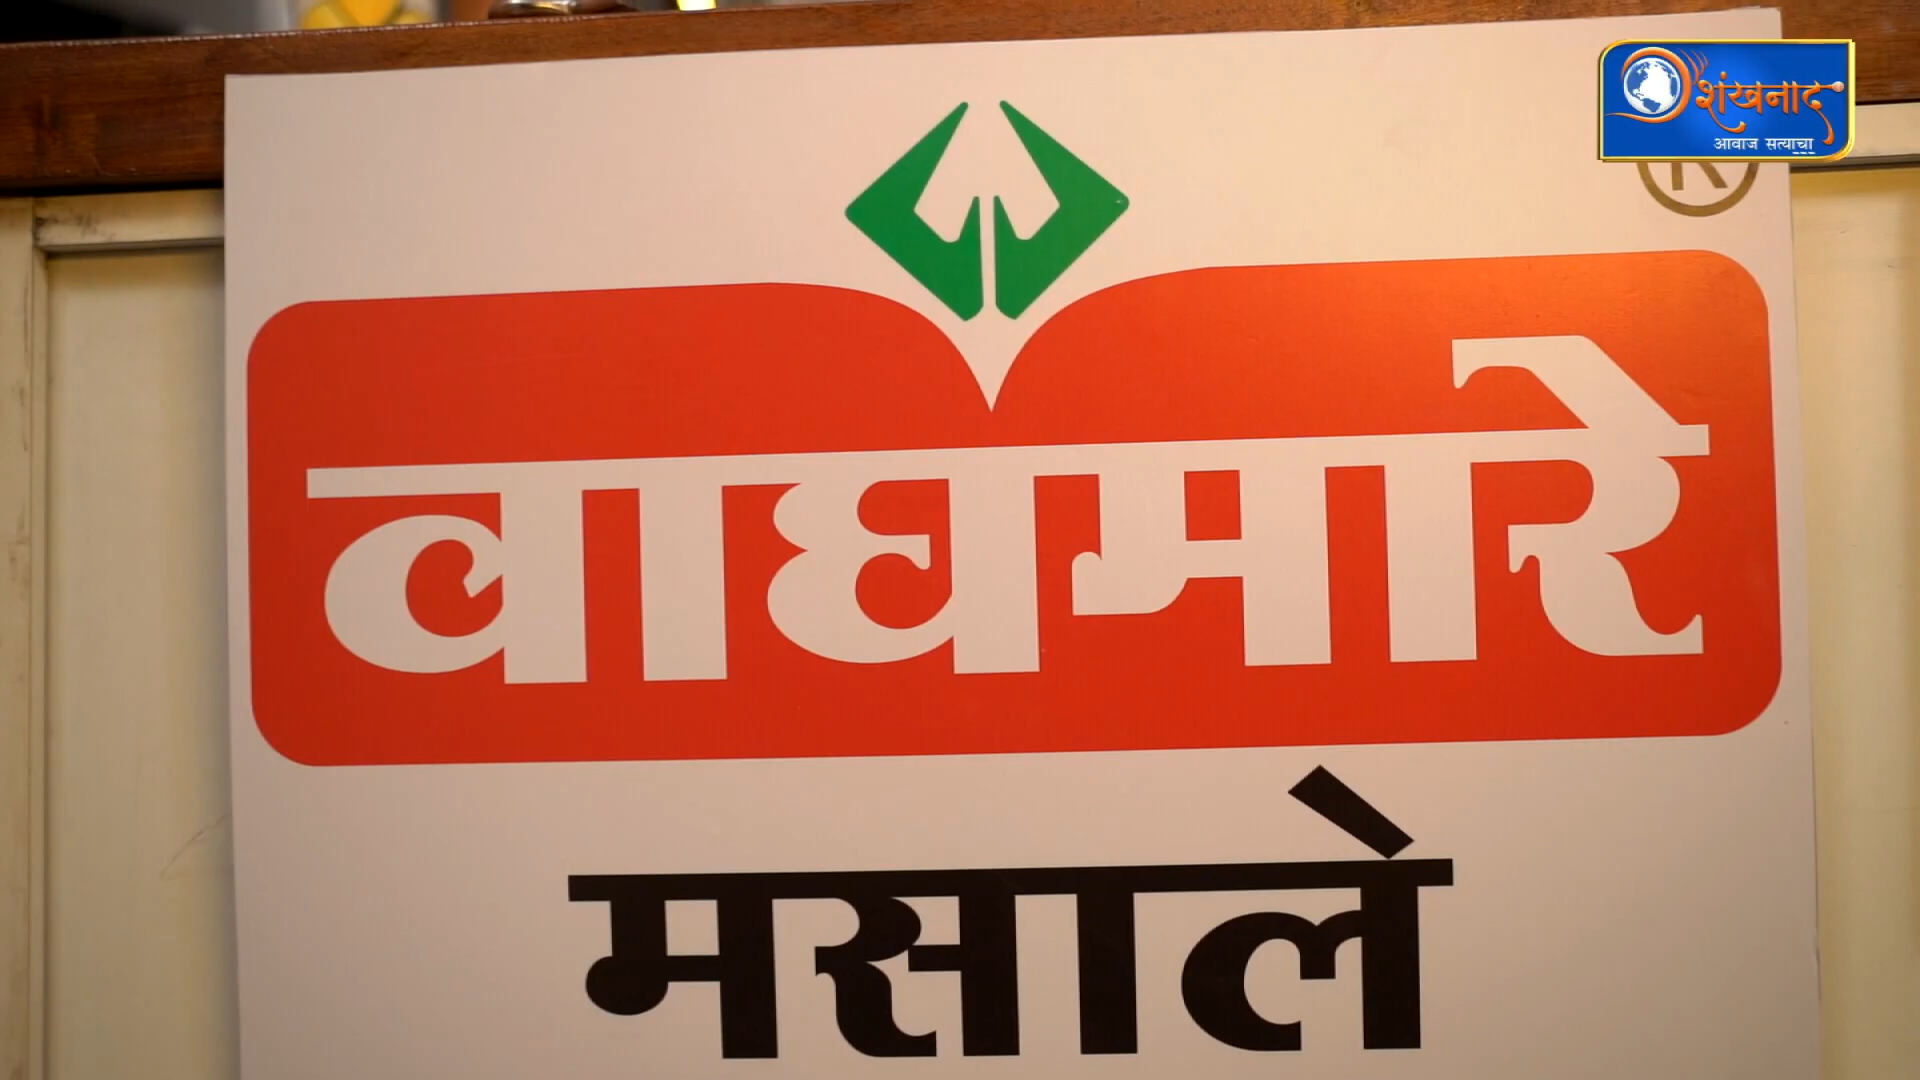 शंखनाद
आवाज सत्याचा
®
वाघमारे
मसाले